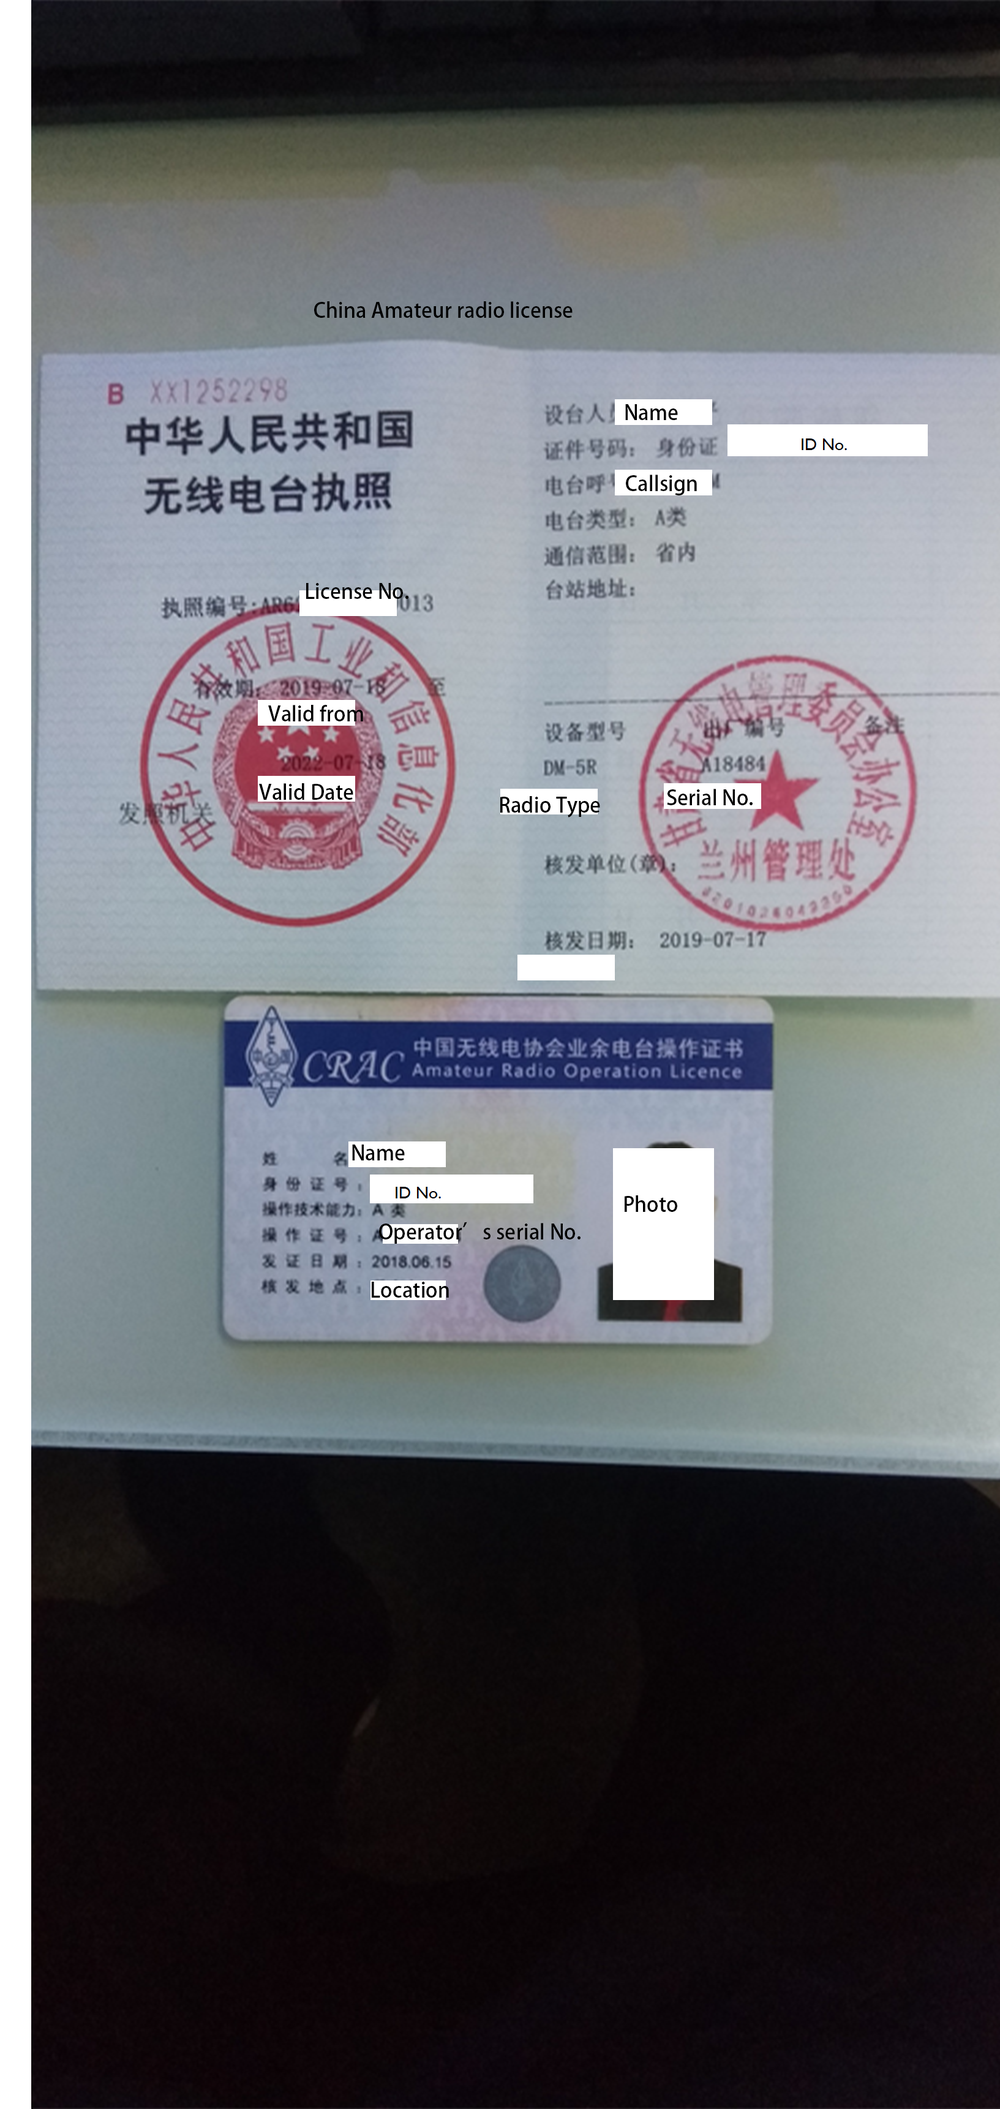 China Amateur radio license
B XX1252298
中华人民共和国
无线电台执照
License No.
执照编号:AR6 013
有效期: 2019-07-18 至
Valid from
2022-07-18
Valid Date
发照机关
中华人民共和国工业和信息化部
设台人 Name
证件号码: 身份证 ID No.
电台呼 Callsign M
电台类型: A类
通信范围: 省内
台站地址:
设备型号 出厂编号 备注
DM-5R A18484
Radio Type Serial No.
核发单位(章):
甘肃省无线电管理委员会办公室
兰州管理处
核发日期: 2019-07-17
CRAC 中国无线电协会业余电台操作证书
Amateur Radio Operation Licence
姓 名 Name
身份证号: ID No.
操作技术能力: A 类
操作证号: A Operator's serial No.
发证日期: 2018.06.15
核发地点: Location
Photo